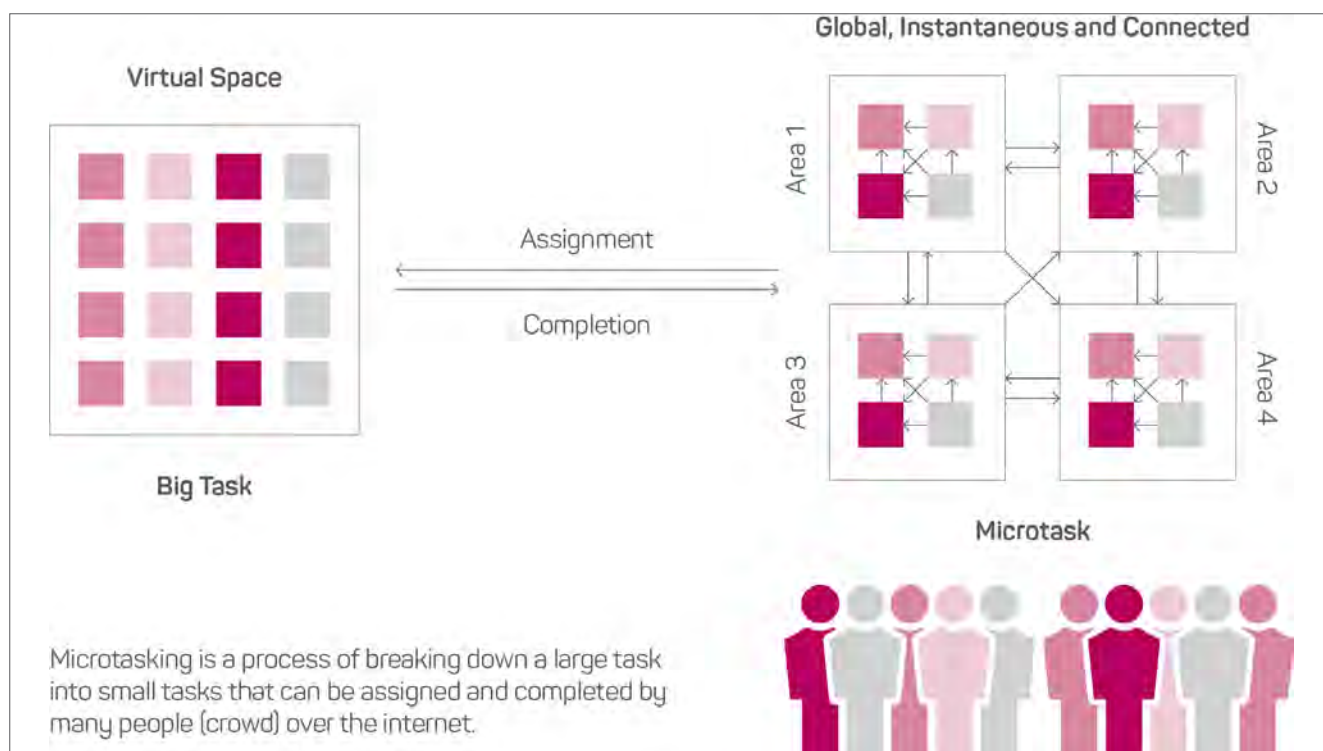 Global, Instantaneous and Connected
Virtual Space
Area 1
Area 2
Assignment
Completion
Area 3
Area 4
Big Task
Microtask
Microtasking is a process of breaking down a large task
into small tasks that can be assigned and completed by
many people (crowd) over the internet.